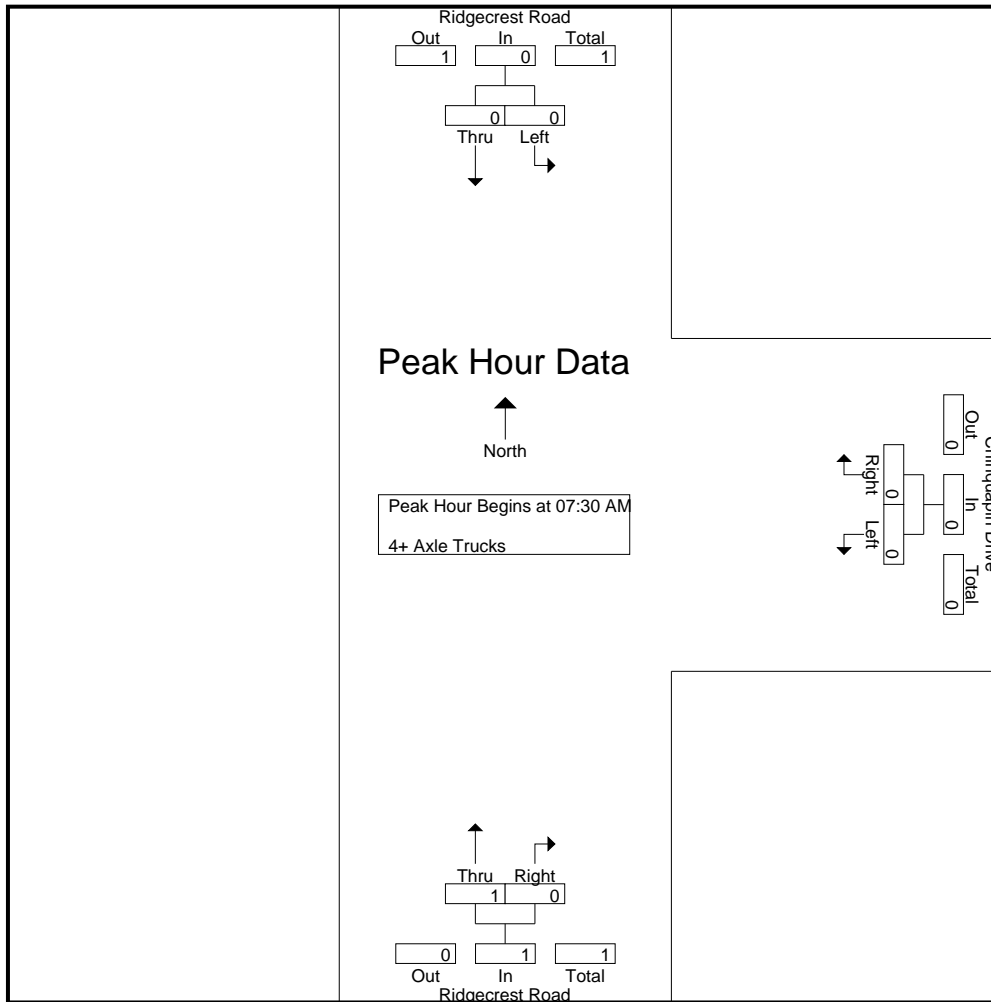 Ridgecrest Road
Out In Total
1 0 1
0 0
Thru Left
Peak Hour Data
North
Peak Hour Begins at 07:30 AM
4+ Axle Trucks
Chinquapin Drive
Out In Total
0 0 0
Right Left
0 0
Thru Right
1 0
0 1 1
Out In Total
Ridgecrest Road